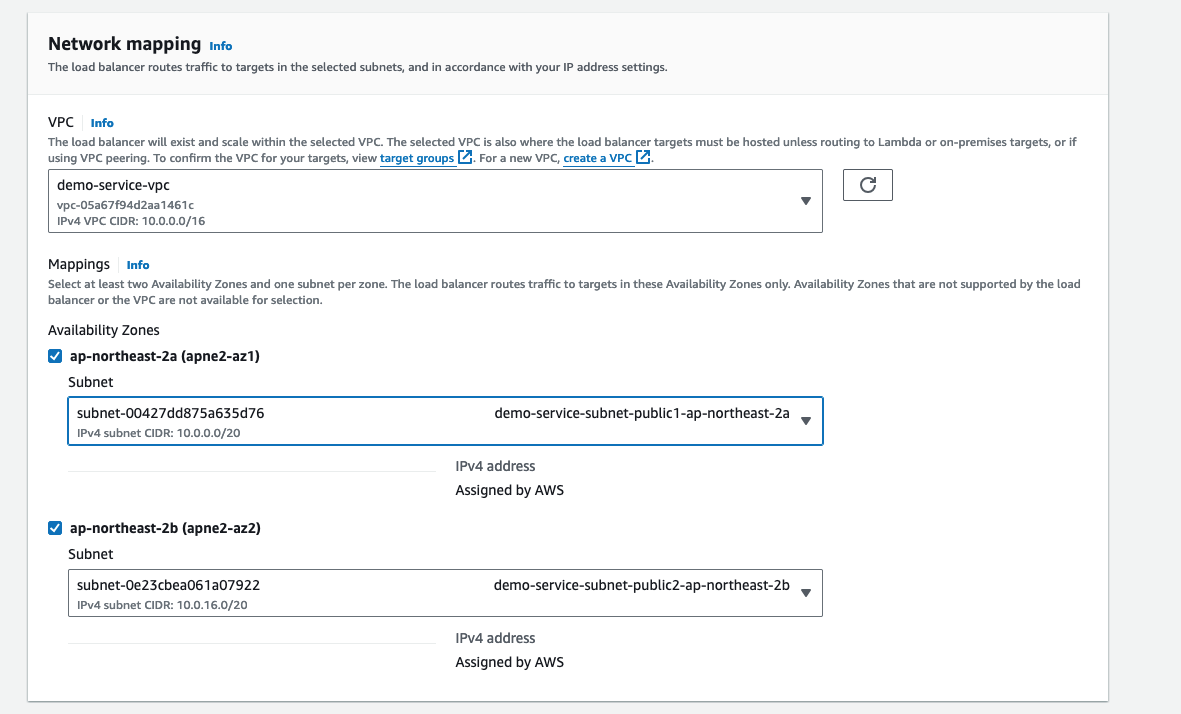 Network mapping Info
The load balancer routes traffic to targets in the selected subnets, and in accordance with your IP address settings.
VPC Info
The load balancer will exist and scale within the selected VPC. The selected VPC is also where the load balancer targets must be hosted unless routing to Lambda or on-premises targets, or if
using VPC peering. To confirm the VPC for your targets, view target groups. For a new VPC, create a VPC.
demo-service-vpc
vpc-05a67f94d2aa1461c
IPv4 VPC CIDR: 10.0.0.0/16
Mappings Info
Select at least two Availability Zones and one subnet per zone. The load balancer routes traffic to targets in these Availability Zones only. Availability Zones that are not supported by the load
balancer or the VPC are not available for selection.
Availability Zones
ap-northeast-2a (apne2-az1)
Subnet
subnet-00427dd875a635d76 demo-service-subnet-public1-ap-northeast-2a
IPv4 subnet CIDR: 10.0.0.0/20
IPv4 address
Assigned by AWS
ap-northeast-2b (apne2-az2)
Subnet
subnet-0e23cbea061a07922 demo-service-subnet-public2-ap-northeast-2b
IPv4 subnet CIDR: 10.0.16.0/20
IPv4 address
Assigned by AWS